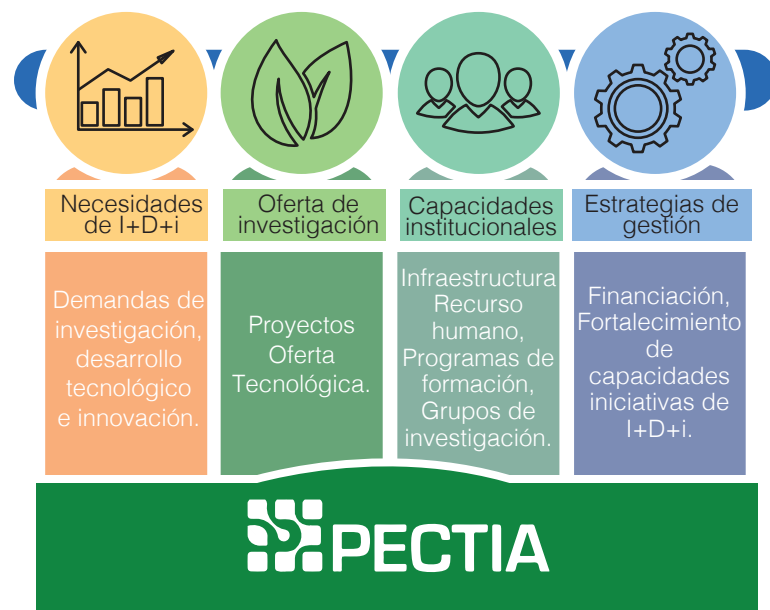 Necesidades
de I+D+i
Oferta de
investigación
Capacidades
institucionales
Estrategias de
gestión
Demandas de
investigación,
desarrollo
tecnológico
e innovación.
Proyectos
Oferta
Tecnológica.
Infraestructura
Recurso
humano,
Programas de
formación,
Grupos de
investigación.
Financiación,
Fortalecimiento
de
capacidades
iniciativas de
I+D+i.
PECTIA